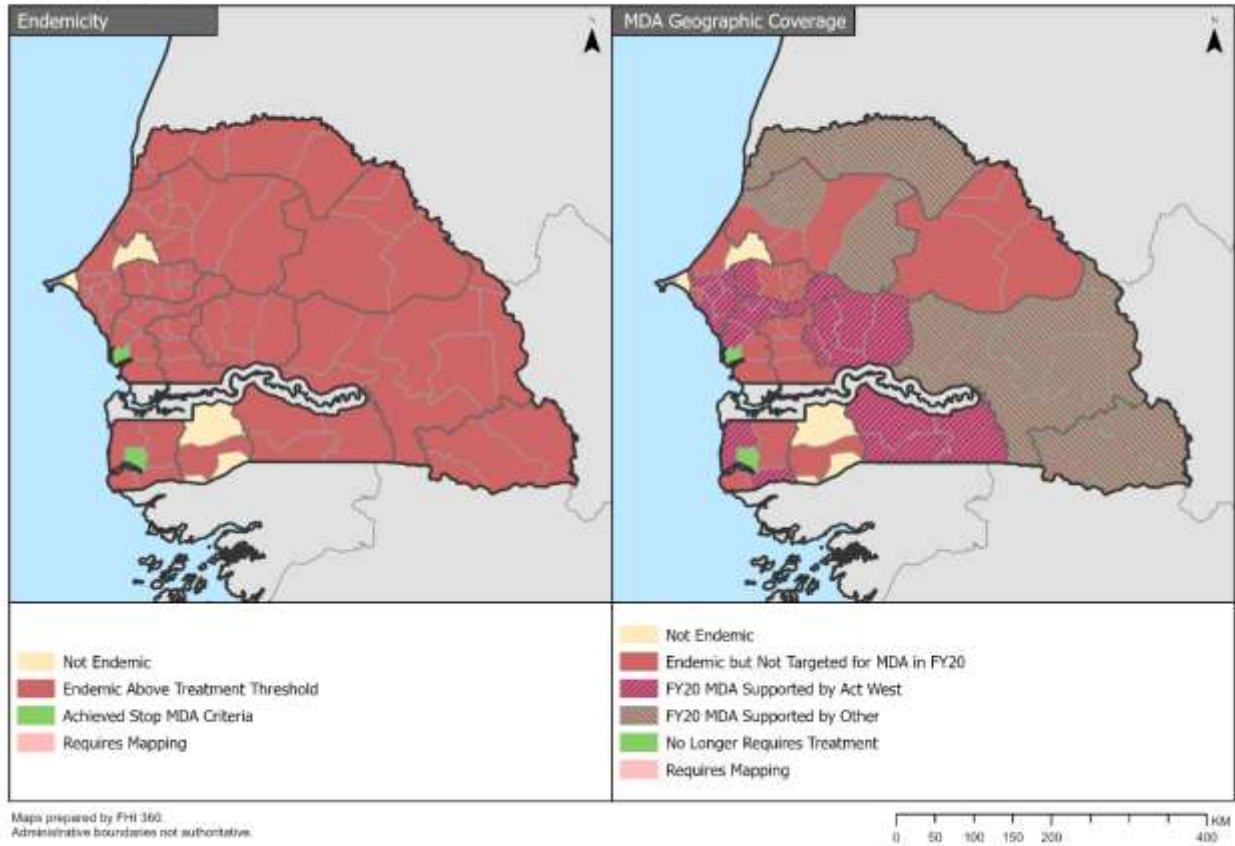 Endemicity
N
MDA Geographic Coverage
N
Not Endemic
Endemic Above Treatment Threshold
Achieved Stop MDA Criteria
Requires Mapping
Not Endemic
Endemic but Not Targeted for MDA in FY20
FY20 MDA Supported by Act West
FY20 MDA Supported by Other
No Longer Requires Treatment
Requires Mapping
Maps prepared by FHI 360.
Administrative boundaries not authoritative.
KM
0 50 100 150 200 400